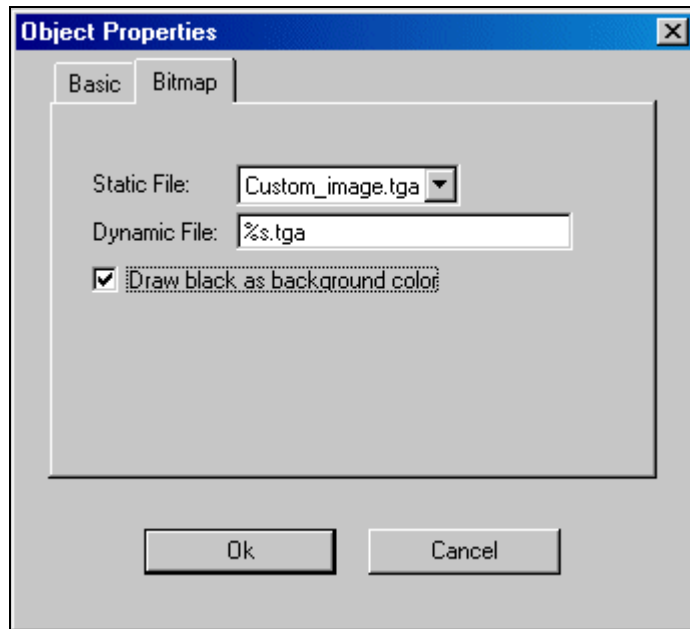 Object Properties
Basic Bitmap
Static File: Custom_image.tga
Dynamic File: %s.tga
Draw black as background color
Ok Cancel